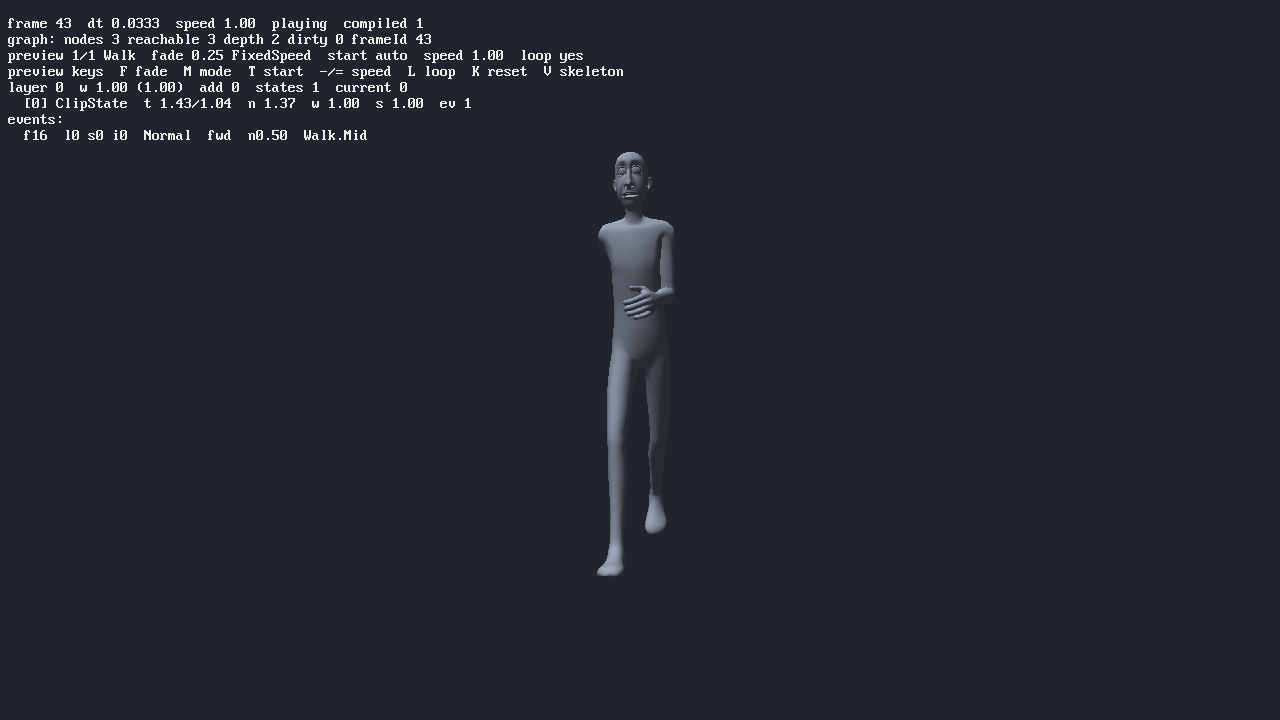 frame 43  dt 0.0333  speed 1.00  playing  compiled 1
graph: nodes 3 reachable 3 depth 2 dirty 0 frameId 43
preview 1/1 Walk  fade 0.25 FixedSpeed  start auto  speed 1.00  loop yes
preview keys  F fade  M mode  T start  -/= speed  L loop  K reset  V skeleton
layer 0  w 1.00 (1.00)  add 0  states 1  current 0
  [0] ClipState  t 1.43/1.04  n 1.37  w 1.00  s 1.00  ev 1
events:
  f16  l0 s0 i0  Normal  fwd  n0.50  Walk.Mid